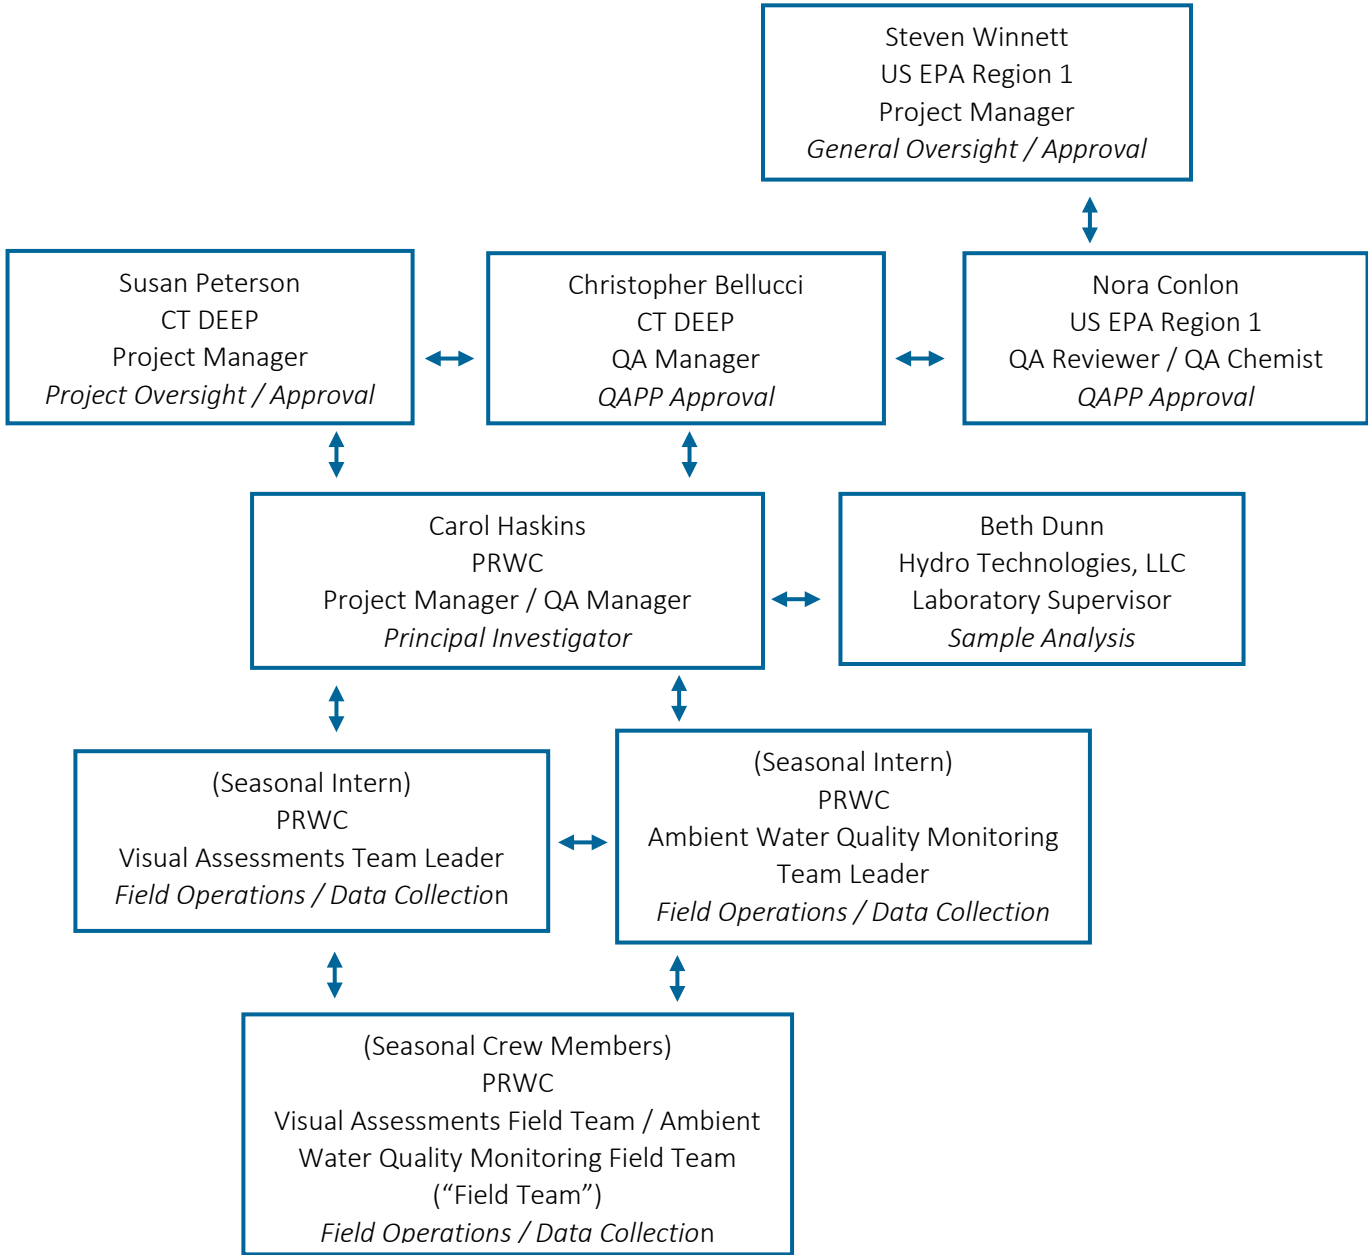 Steven Winnett
US EPA Region 1
Project Manager
General Oversight / Approval
Susan Peterson
CT DEEP
Project Manager
Project Oversight / Approval
Christopher Bellucci
CT DEEP
QA Manager
QAPP Approval
Nora Conlon
US EPA Region 1
QA Reviewer / QA Chemist
QAPP Approval
Carol Haskins
PRWC
Project Manager / QA Manager
Principal Investigator
Beth Dunn
Hydro Technologies, LLC
Laboratory Supervisor
Sample Analysis
(Seasonal Intern)
PRWC
Visual Assessments Team Leader
Field Operations / Data Collection
(Seasonal Intern)
PRWC
Ambient Water Quality Monitoring
Team Leader
Field Operations / Data Collection
(Seasonal Crew Members)
PRWC
Visual Assessments Field Team / Ambient
Water Quality Monitoring Field Team
(“Field Team”)
Field Operations / Data Collection